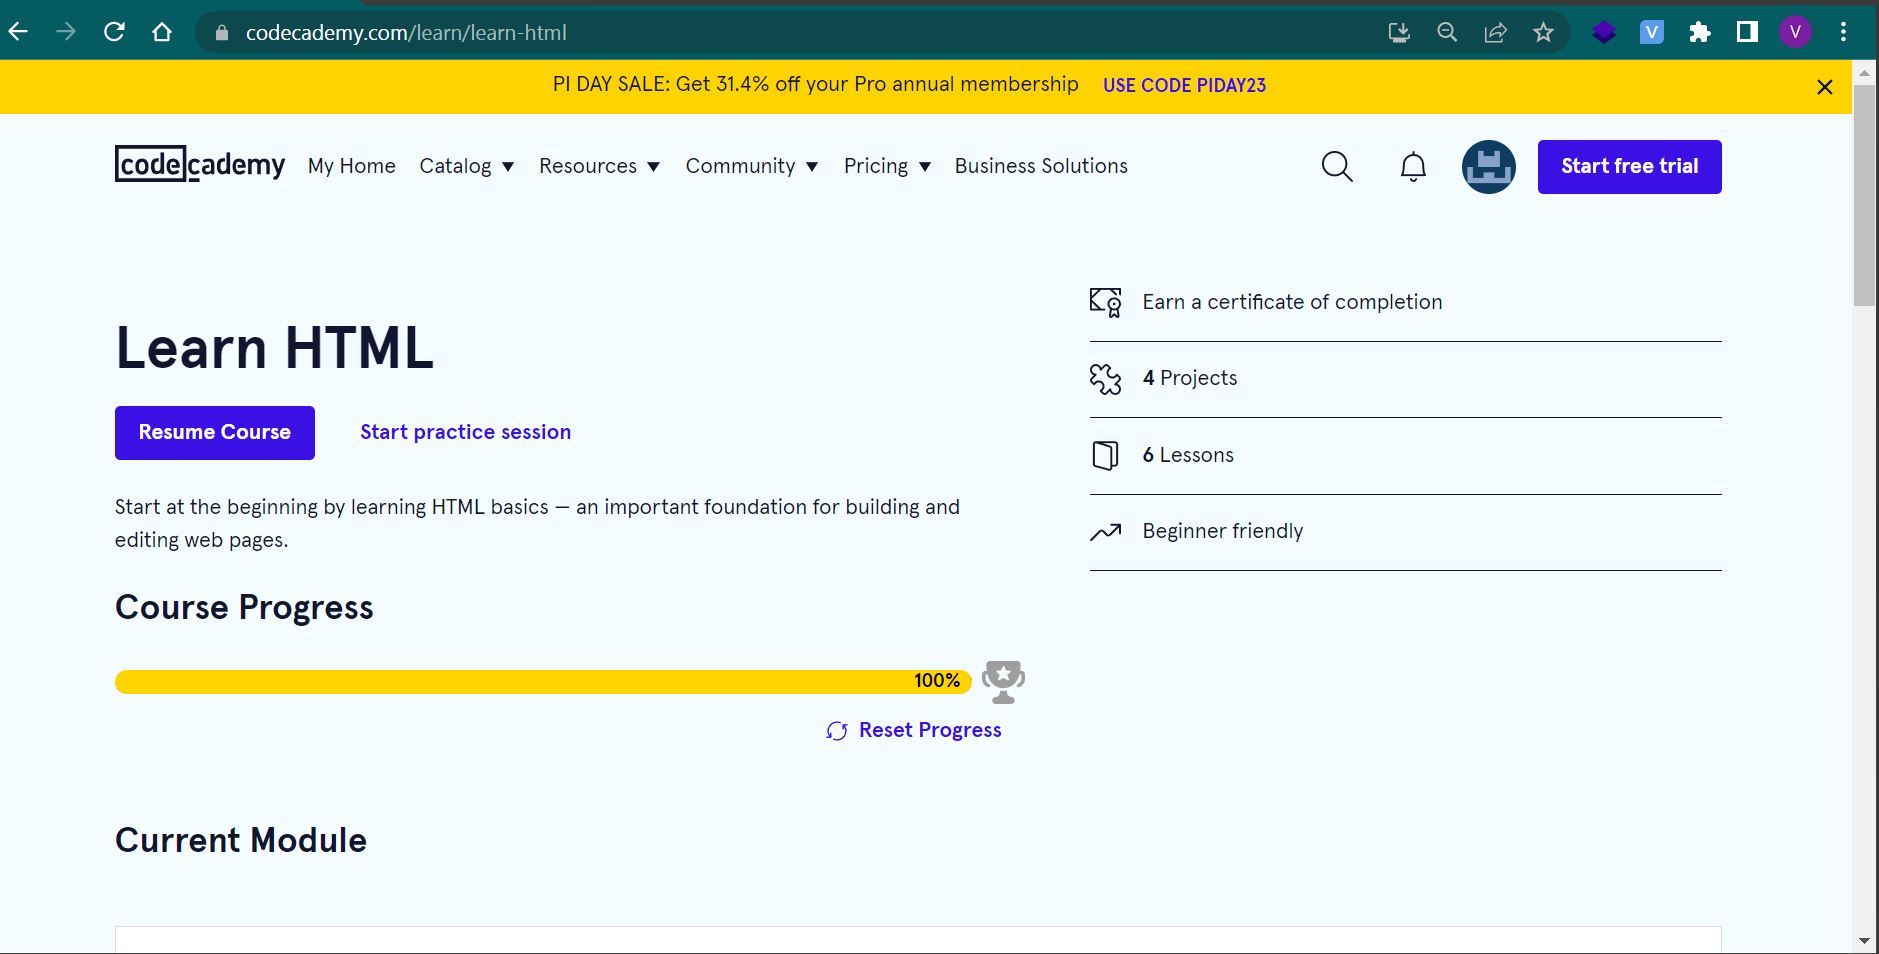 codecademy.com/learn/learn-html
V
V
PI DAY SALE: Get 31.4% off your Pro annual membership USE CODE PIDAY23
codecademy My Home Catalog Resources Community Pricing Business Solutions Start free trial
Learn HTML
Resume Course Start practice session
Start at the beginning by learning HTML basics — an important foundation for building and
editing web pages.
Earn a certificate of completion
4 Projects
6 Lessons
Beginner friendly
Course Progress
100%
Reset Progress
Current Module